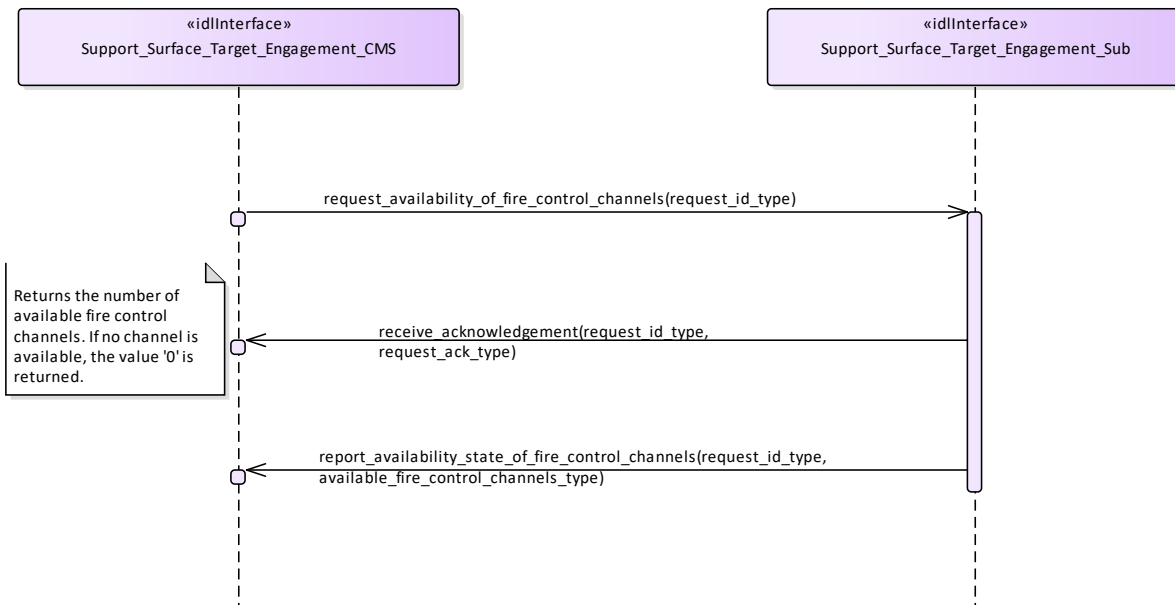 «idlInterface»
Support_Surface_Target_Engagement_CMS
«idlInterface»
Support_Surface_Target_Engagement_Sub
request_availability_of_fire_control_channels(request_id_type)
Returns the number of
available fire control
channels. If no channel is
available, the value '0' is
returned.
receive_acknowledgement(request_id_type,
request_ack_type)
report_availability_state_of_fire_control_channels(request_id_type,
available_fire_control_channels_type)